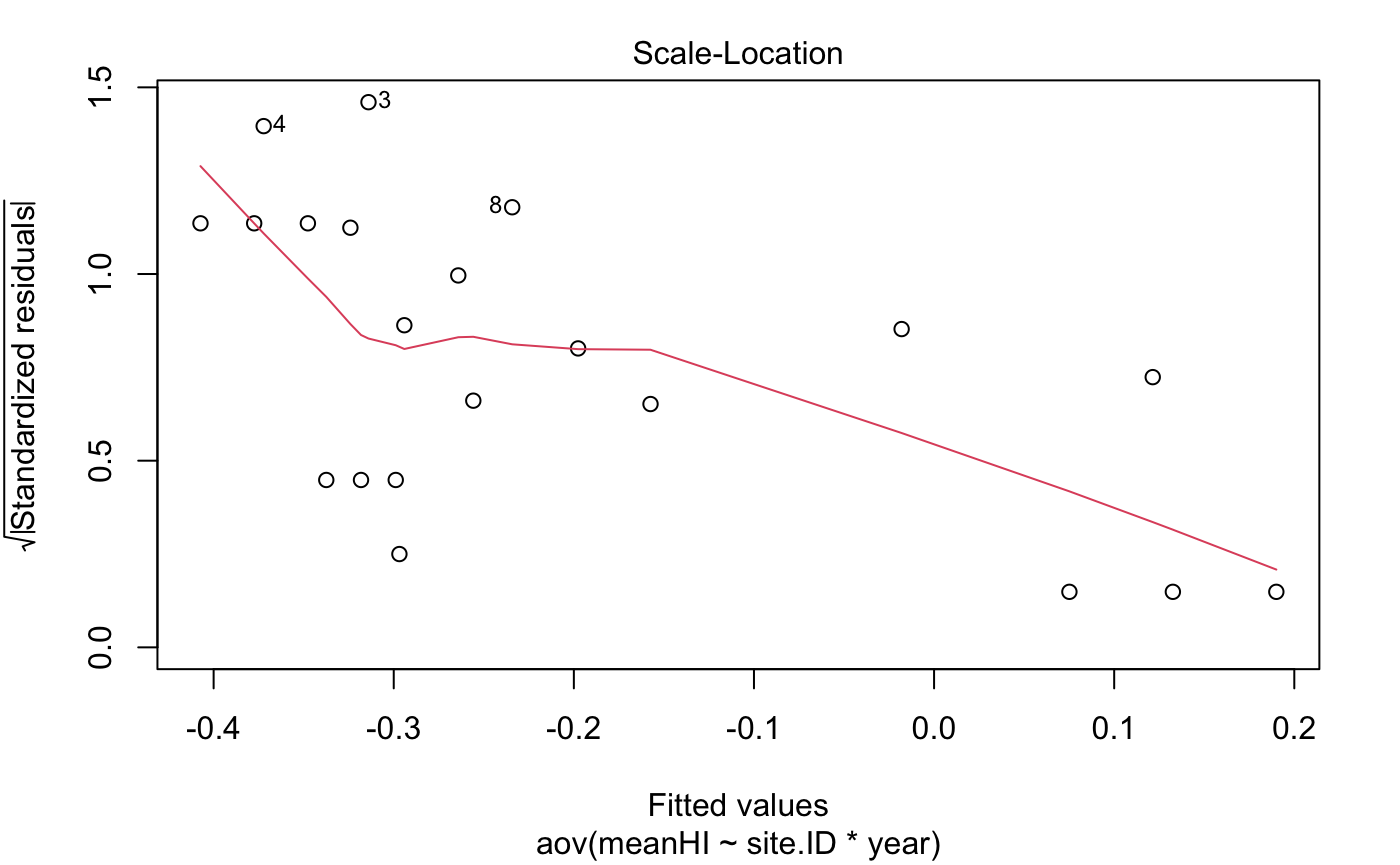 Scale-Location
√|Standardized residuals|
1.5
1.0
0.5
0.0
4
3
8
-0.4 -0.3 -0.2 -0.1 0.0 0.1 0.2
Fitted values
aov(meanHI ~ site.ID * year)